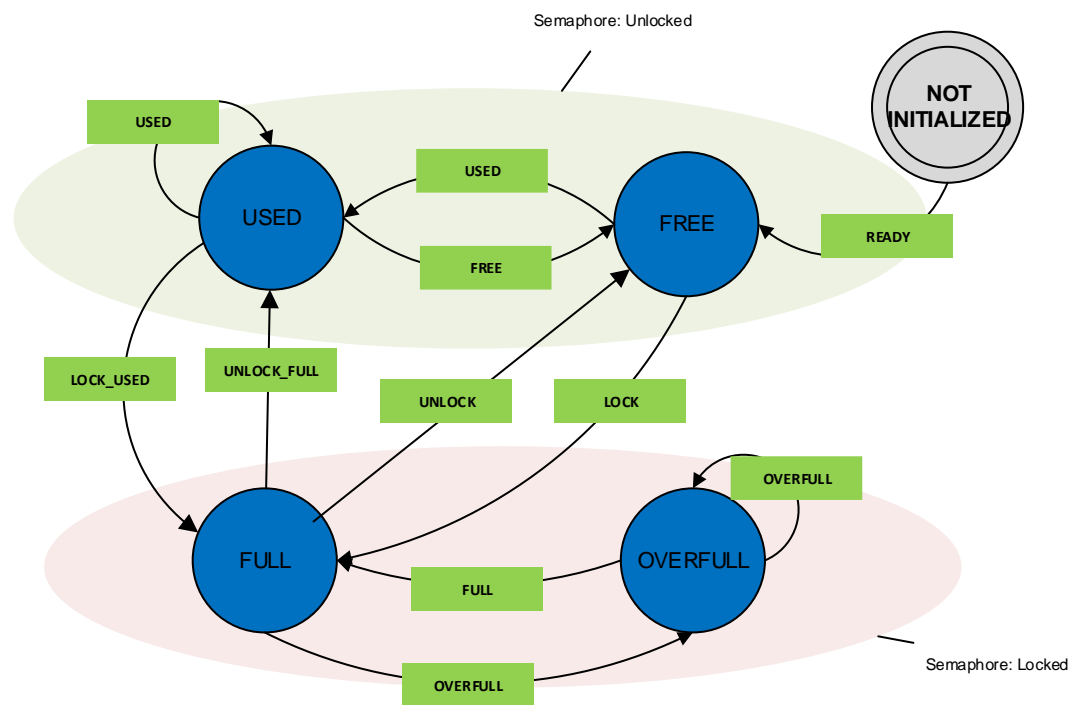 Semaphore: Unlocked
NOT
INITIALIZED
USED
USED
USED
FREE
FREE
READY
LOCK_USED
UNLOCK_FULL
UNLOCK
LOCK
OVERFULL
FULL
OVERFULL
FULL
OVERFULL
Semaphore: Locked